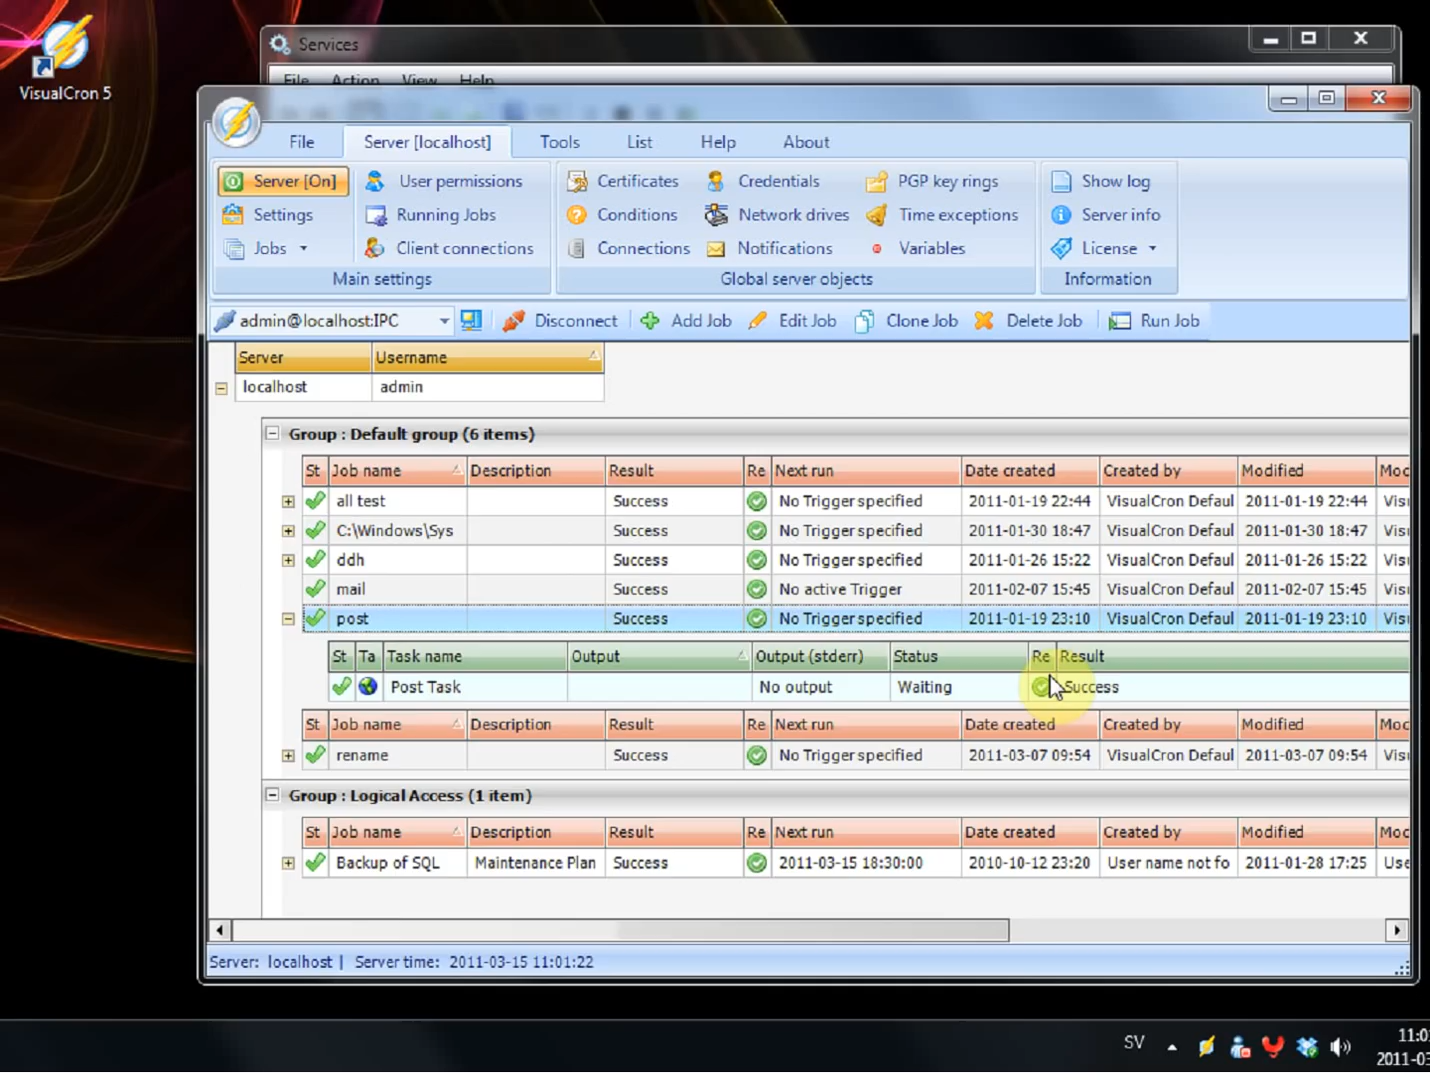 VisualCron 5
Services
File Action View Help
File Server [localhost] Tools List Help About
Server [On] User permissions Certificates Credentials PGP key rings Show log
Settings Running Jobs Conditions Network drives Time exceptions Server info
Jobs Client connections Connections Notifications Variables License
Main settings Global server objects Information
admin@localhost:IPC Disconnect Add Job Edit Job Clone Job Delete Job Run Job
Server Username
localhost admin
Group : Default group (6 items)
St Job name Description Result Re Next run Date created Created by Modified Moc
all test Success No Trigger specified 2011-01-19 22:44 VisualCron Defaul 2011-01-19 22:44 Visu
C:\Windows\Sys Success No Trigger specified 2011-01-30 18:47 VisualCron Defaul 2011-01-30 18:47 Visu
ddh Success No Trigger specified 2011-01-26 15:22 VisualCron Defaul 2011-01-26 15:22 Visu
mail Success No active Trigger 2011-02-07 15:45 VisualCron Defaul 2011-02-07 15:45 Visu
post Success No Trigger specified 2011-01-19 23:10 VisualCron Defaul 2011-01-19 23:10 Visu
St Ta Task name Output Output (stderr) Status Re Result
Post Task No output Waiting Success
St Job name Description Result Re Next run Date created Created by Modified Moc
rename Success No Trigger specified 2011-03-07 09:54 VisualCron Defaul 2011-03-07 09:54 Visu
Group : Logical Access (1 item)
St Job name Description Result Re Next run Date created Created by Modified Moc
Backup of SQL Maintenance Plan Success 2011-03-15 18:30:00 2010-10-12 23:20 User name not fo 2011-01-28 17:25 Use
Server: localhost | Server time: 2011-03-15 11:01:22
SV 11:0
2011-03